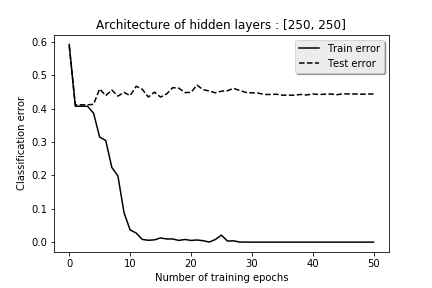 Architecture of hidden layers : [250, 250]
Train error
Test error
Classification error
0.6
0.5
0.4
0.3
0.2
0.1
0.0
0 10 20 30 40 50
Number of training epochs